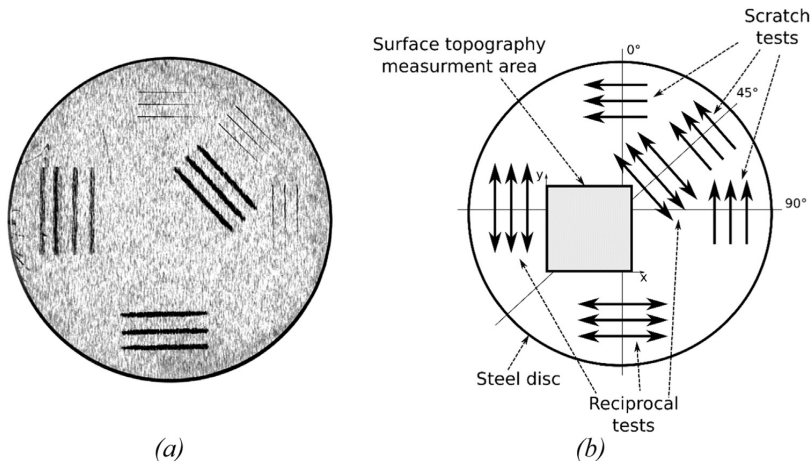 Surface topography
measurment area
Scratch
tests
0°
45°
90°
y
x
Steel disc
Reciprocal
tests
(a)
(b)